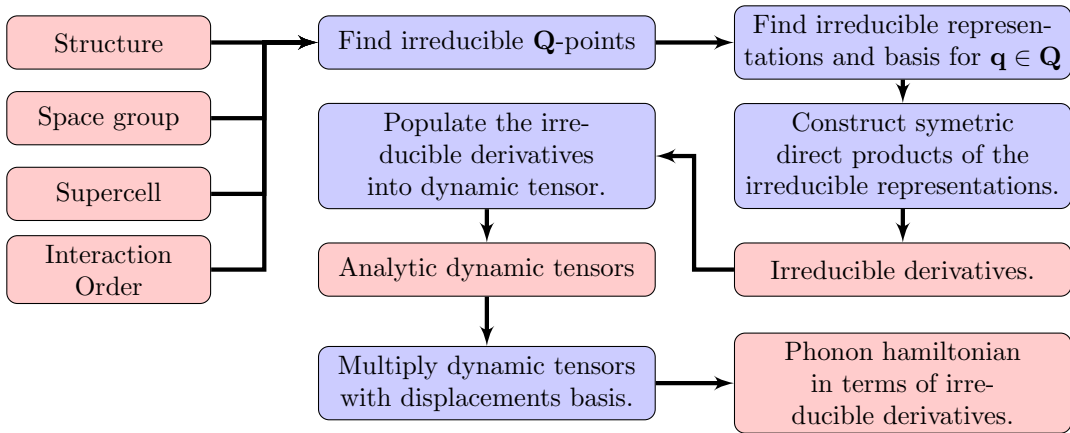 Structure
Space group
Supercell
Interaction
Order
Find irreducible Q-points
Find irreducible represen-
tations and basis for q ∈ Q
Construct symetric
direct products of the
irreducible representations.
Irreducible derivatives.
Populate the irre-
ducible derivatives
into dynamic tensor.
Analytic dynamic tensors
Multiply dynamic tensors
with displacements basis.
Phonon hamiltonian
in terms of irre-
ducible derivatives.